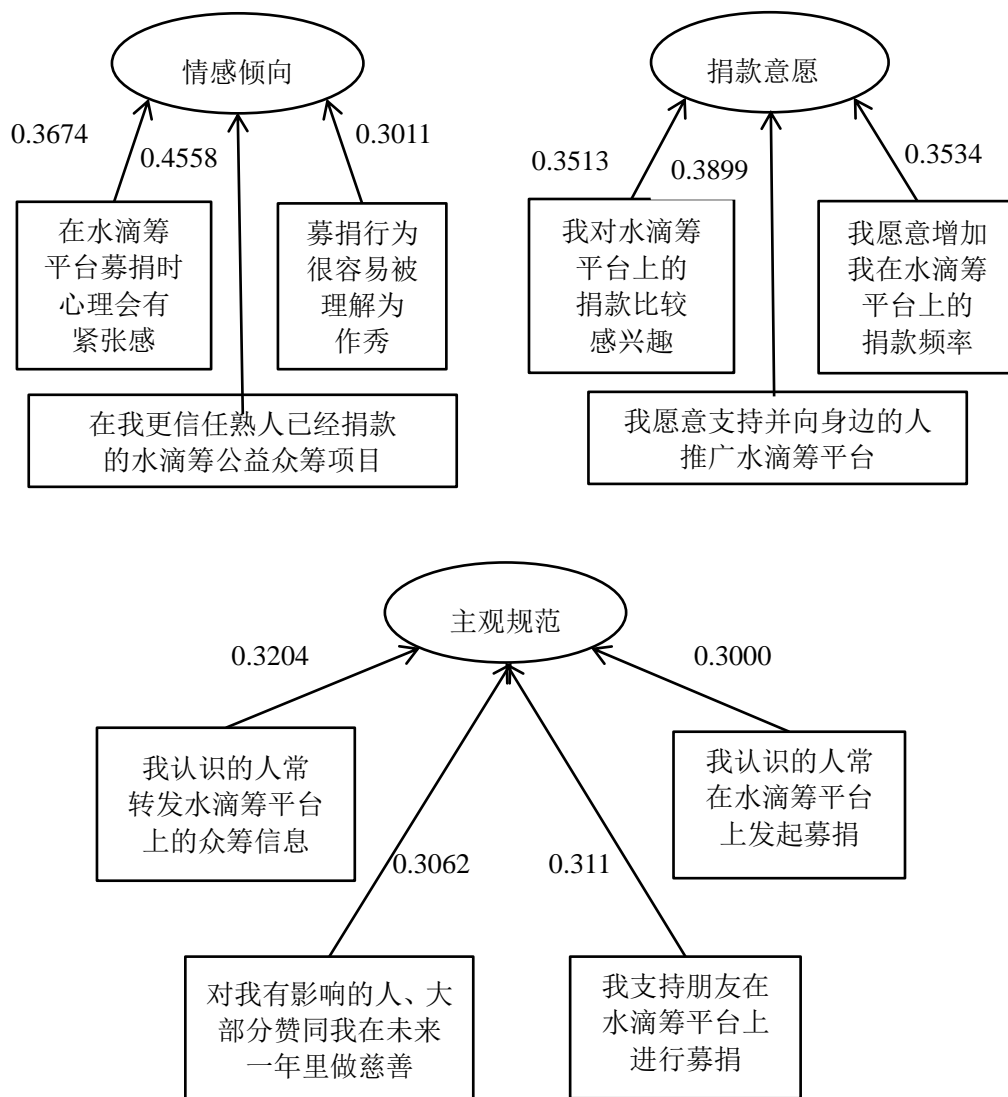 情感倾向
捐款意愿
0.3674
0.4558
0.3011
0.3513
0.3899
0.3534
在水滴筹
平台募捐时
心理会有
紧张感
募捐行为
很容易被
理解为
作秀
我对水滴筹
平台上的
捐款比较
感兴趣
我愿意增加
我在水滴筹
平台上的
捐款频率
在我更信任熟人已经捐款
的水滴筹公益众筹项目
我愿意支持并向身边的人
推广水滴筹平台
主观规范
0.3204
0.3000
我认识的人常
转发水滴筹平台
上的众筹信息
我认识的人常
在水滴筹平台
上发起募捐
0.3062
0.311
对我有影响的人、大
部分赞同我在未来
一年里做慈善
我支持朋友在
水滴筹平台上
进行募捐